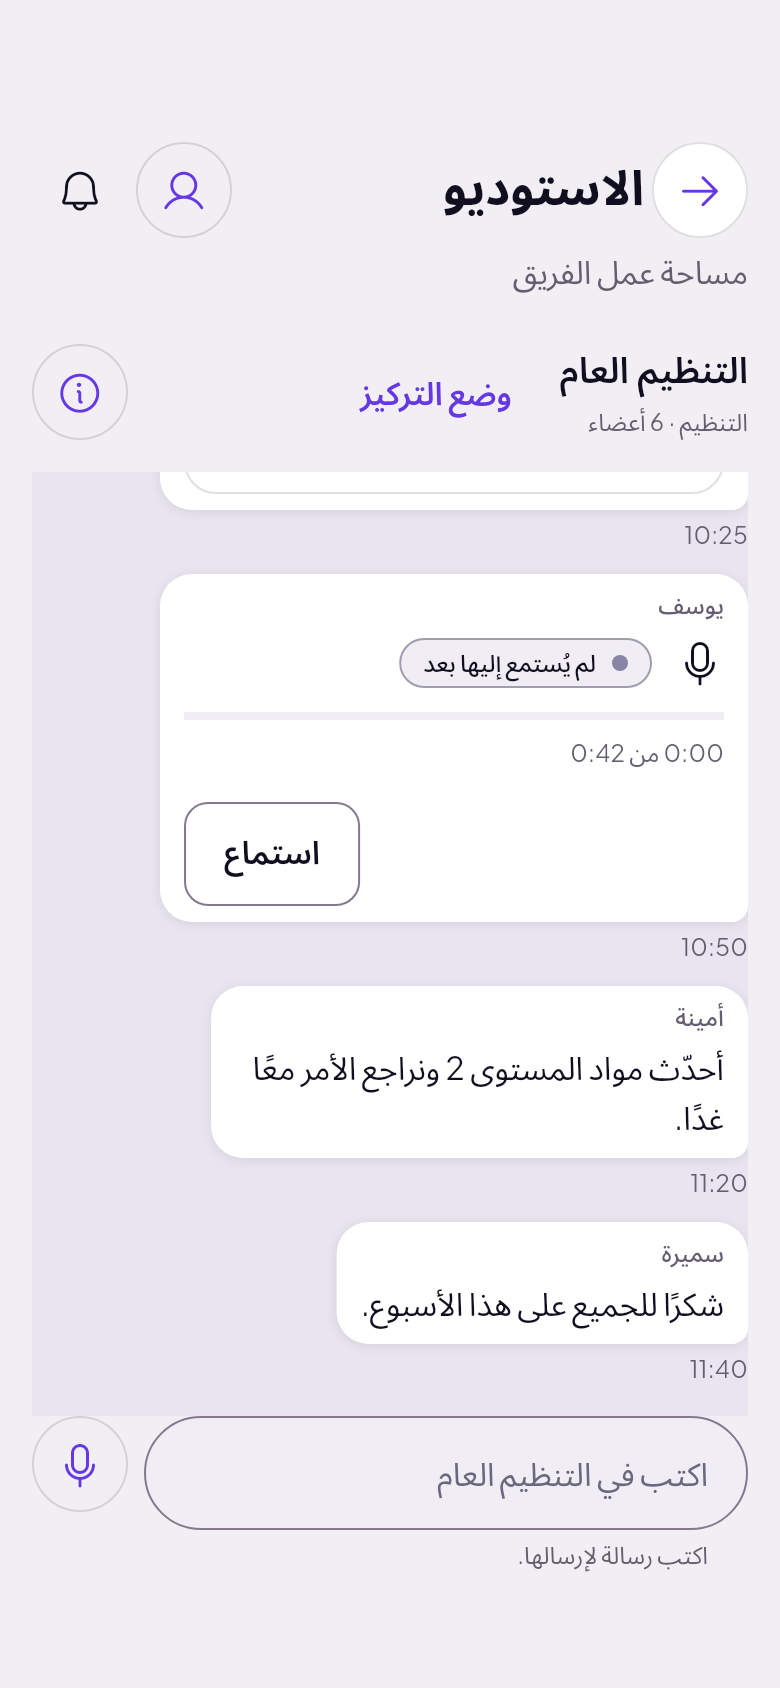 الاستوديو
مساحة عمل الفريق
التنظيم العام
وضع التركيز
التنظيم · 6 أعضاء
10:25
يوسف
لم يُستمع إليها بعد
0:00 من 0:42
استماع
10:50
أمينة
أحدّث مواد المستوى 2 ونراجع الأمر معًا
غدًا.
11:20
سميرة
شكرًا للجميع على هذا الأسبوع.
11:40
اكتب في التنظيم العام
اكتب رسالة لإرسالها.